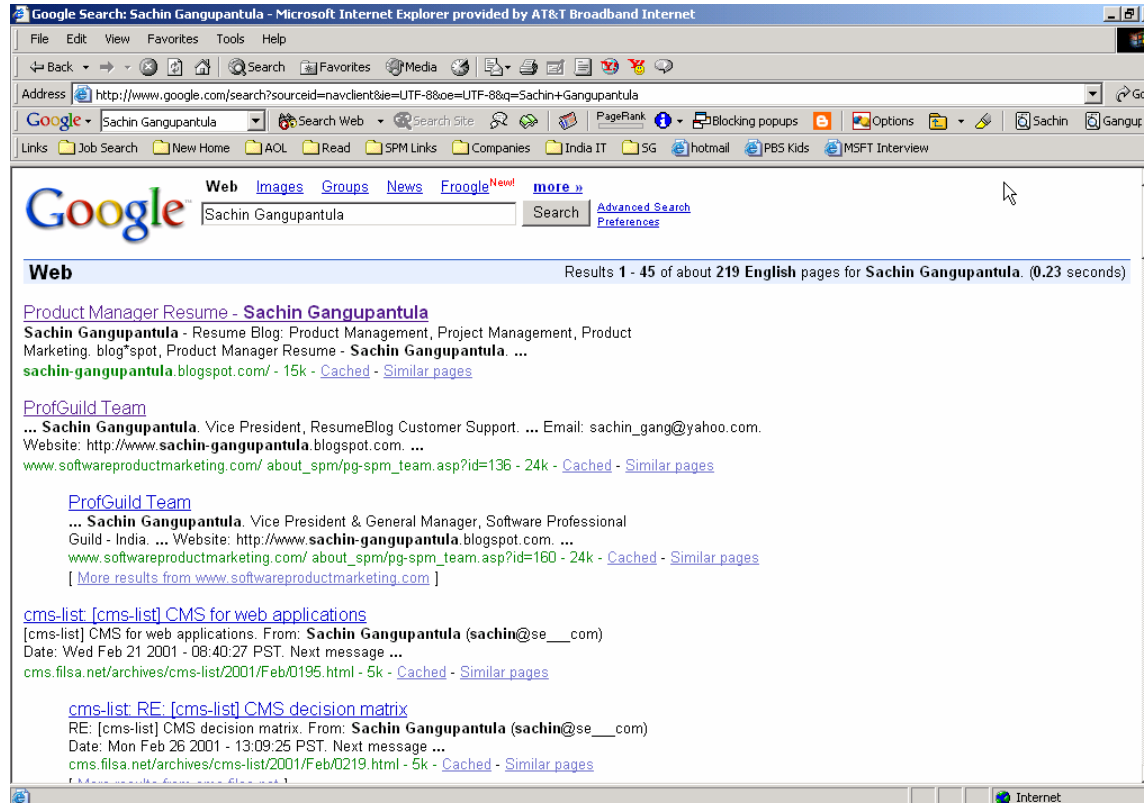 Google Search: Sachin Gangupantula - Microsoft Internet Explorer provided by AT&T Broadband Internet
File Edit View Favorites Tools Help
Back Search Favorites Media
Address http://www.google.com/search?sourceid=navclient&ie=UTF-8&oe=UTF-8&q=Sachin+Gangupantula Go
Google Sachin Gangupantula Search Web Search Site PageRank Blocking popups Options Sachin Gangup
Links Job Search New Home AOL Read SPM Links Companies India IT SG hotmail PBS Kids MSFT Interview
Web Images Groups News Froogle New! more »
Google™ Sachin Gangupantula Search Advanced Search
Preferences
Web Results 1 - 45 of about 219 English pages for Sachin Gangupantula. (0.23 seconds)
Product Manager Resume - Sachin Gangupantula
Sachin Gangupantula - Resume Blog: Product Management, Project Management, Product
Marketing. blog*spot, Product Manager Resume - Sachin Gangupantula. ...
sachin-gangupantula.blogspot.com/ - 15k - Cached - Similar pages
ProfGuild Team
... Sachin Gangupantula. Vice President, ResumeBlog Customer Support. ... Email: sachin_gang@yahoo.com.
Website: http://www.sachin-gangupantula.blogspot.com. ...
www.softwareproductmarketing.com/ about_spm/pg-spm_team.asp?id=136 - 24k - Cached - Similar pages
ProfGuild Team
... Sachin Gangupantula. Vice President & General Manager, Software Professional
Guild - India. ... Website: http://www.sachin-gangupantula.blogspot.com. ...
www.softwareproductmarketing.com/ about_spm/pg-spm_team.asp?id=160 - 24k - Cached - Similar pages
[ More results from www.softwareproductmarketing.com ]
cms-list: [cms-list] CMS for web applications
[cms-list] CMS for web applications. From: Sachin Gangupantula (sachin@se___com)
Date: Wed Feb 21 2001 - 08:40:27 PST. Next message ...
cms.filsa.net/archives/cms-list/2001/Feb/0195.html - 5k - Cached - Similar pages
cms-list: RE: [cms-list] CMS decision matrix
RE: [cms-list] CMS decision matrix. From: Sachin Gangupantula (sachin@se___com)
Date: Mon Feb 26 2001 - 13:09:25 PST. Next message ...
cms.filsa.net/archives/cms-list/2001/Feb/0219.html - 5k - Cached - Similar pages
[ More results from cms.filsa.net ]
Internet